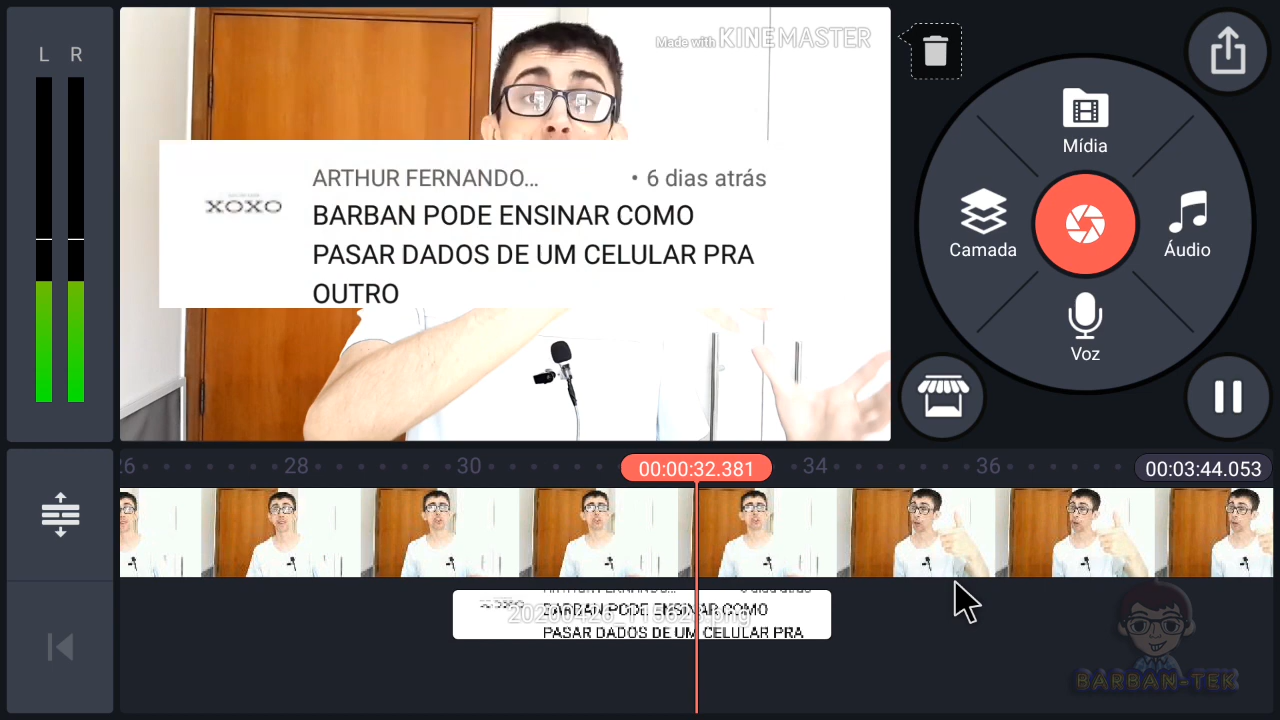 L R
Made with KINEMASTER
ARTHUR FERNANDO... • 6 dias atrás
XOXO
BARBAN PODE ENSINAR COMO
PASAR DADOS DE UM CELULAR PRA
OUTRO
Mídia
Camada
Áudio
Voz
26 28 30 00:00:32.381 34 36 00:03:44.053
BARBAN PODE ENSINAR COMO
PASAR DADOS DE UM CELULAR PRA
BARBAN-TEK